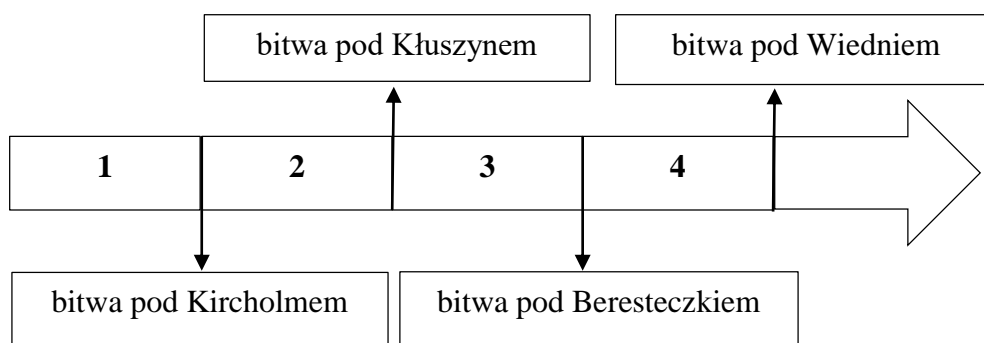 bitwa pod Kłuszynem
bitwa pod Wiedniem
1
2
3
4
bitwa pod Kircholmem
bitwa pod Beresteczkiem